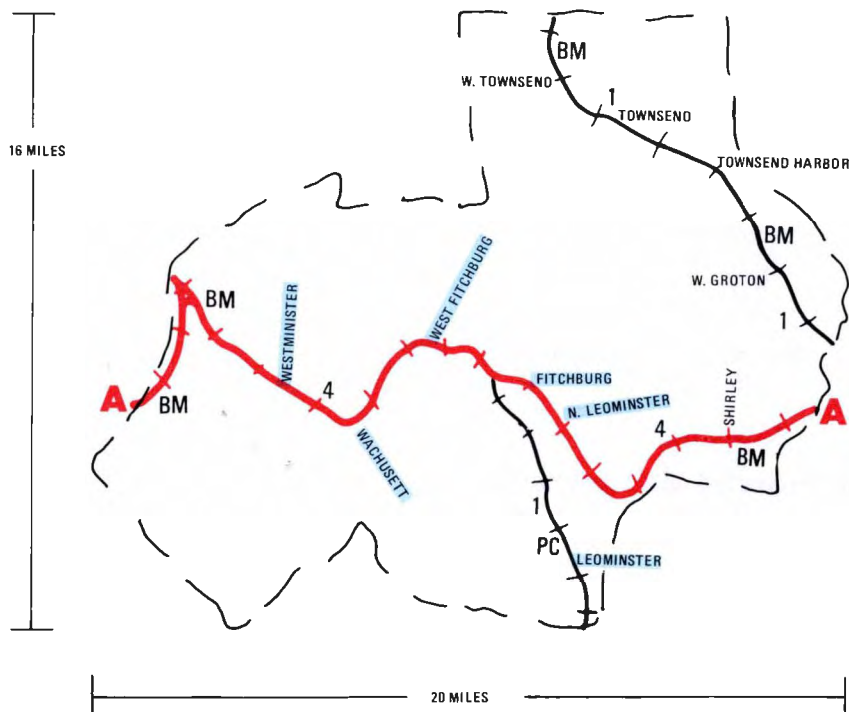 BM
W. TOWNSEND
1
TOWNSEND
16 MILES
TOWNSEND HARBOR
BM
W. GROTON
1
BM
WESTMINISTER
WEST FITCHBURG
FITCHBURG
4
N. LEOMINSTER
A
BM
WACHUSETT
4
SHIRLEY
BM
A
1
PC
LEOMINSTER
20 MILES